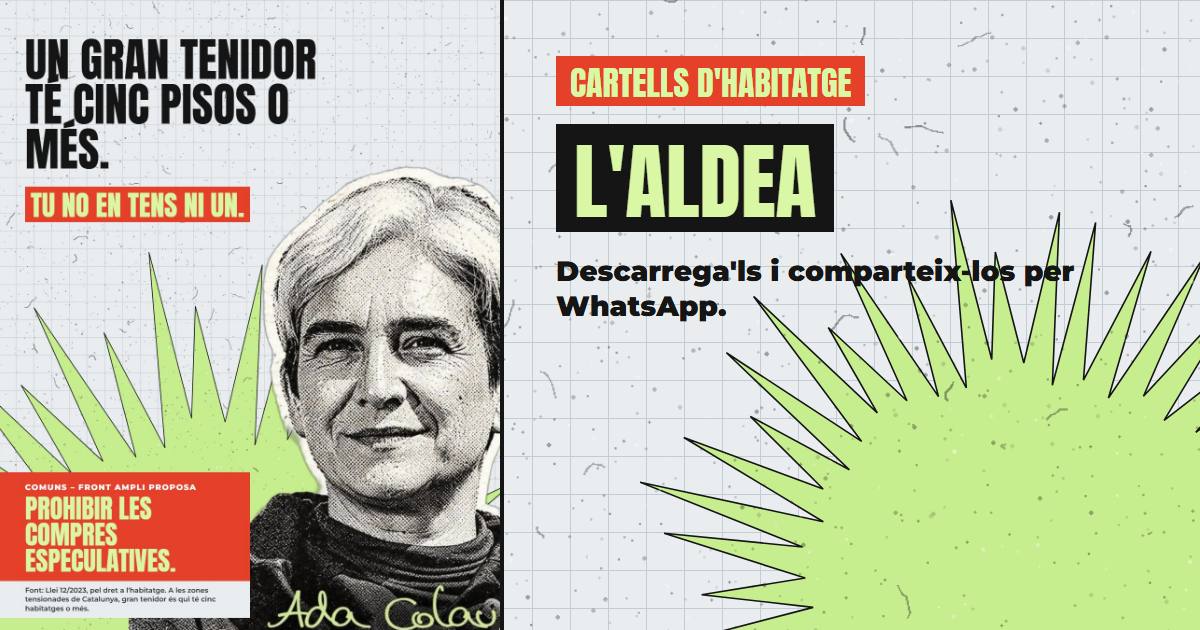 UN GRAN TENIDOR
TÉ CINC PISOS O
MÉS.
TU NO EN TENS NI UN.
COMUNS – FRONT AMPLI PROPOSA
PROHIBIR LES
COMPRES
ESPECULATIVES.
Font: Llei 12/2023, pel dret a l'habitatge. A les zones
tensionades de Catalunya, gran tenidor és qui té cinc
habitatges o més.
Ada Colau
CARTELLS D'HABITATGE
L'ALDEA
Descarrega'ls i comparteix-los per
WhatsApp.